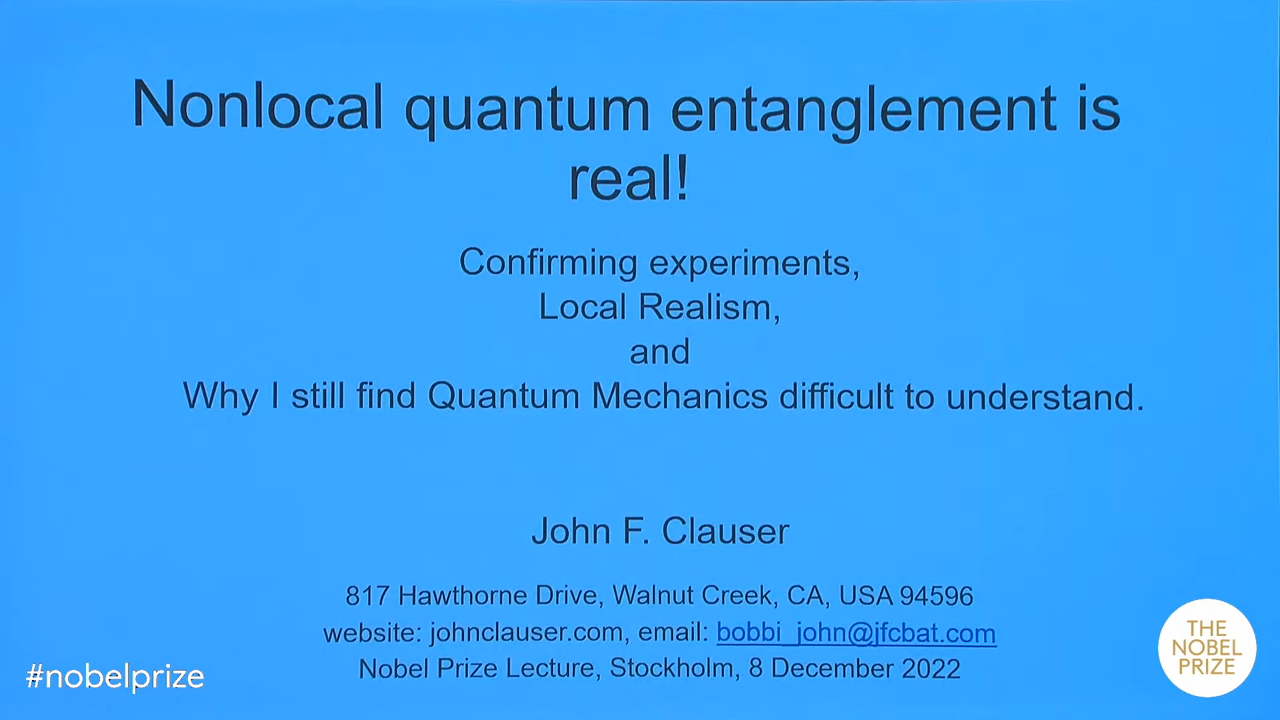 Nonlocal quantum entanglement is
real!
Confirming experiments,
Local Realism,
and
Why I still find Quantum Mechanics difficult to understand.
John F. Clauser
817 Hawthorne Drive, Walnut Creek, CA, USA 94596
website: johnclauser.com, email: bobbi_john@jfcbat.com
Nobel Prize Lecture, Stockholm, 8 December 2022
#nobelprize
THE
NOBEL
PRIZE